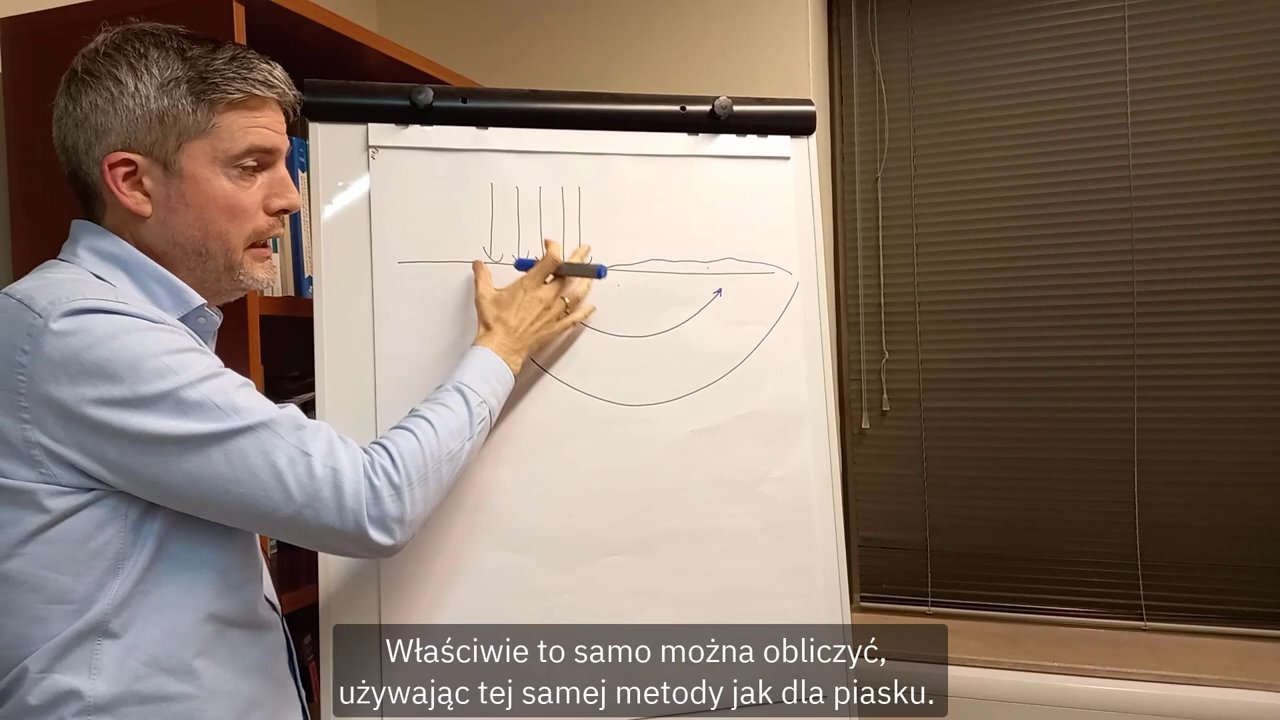 Właściwie to samo można obliczyć,
używając tej samej metody jak dla piasku.